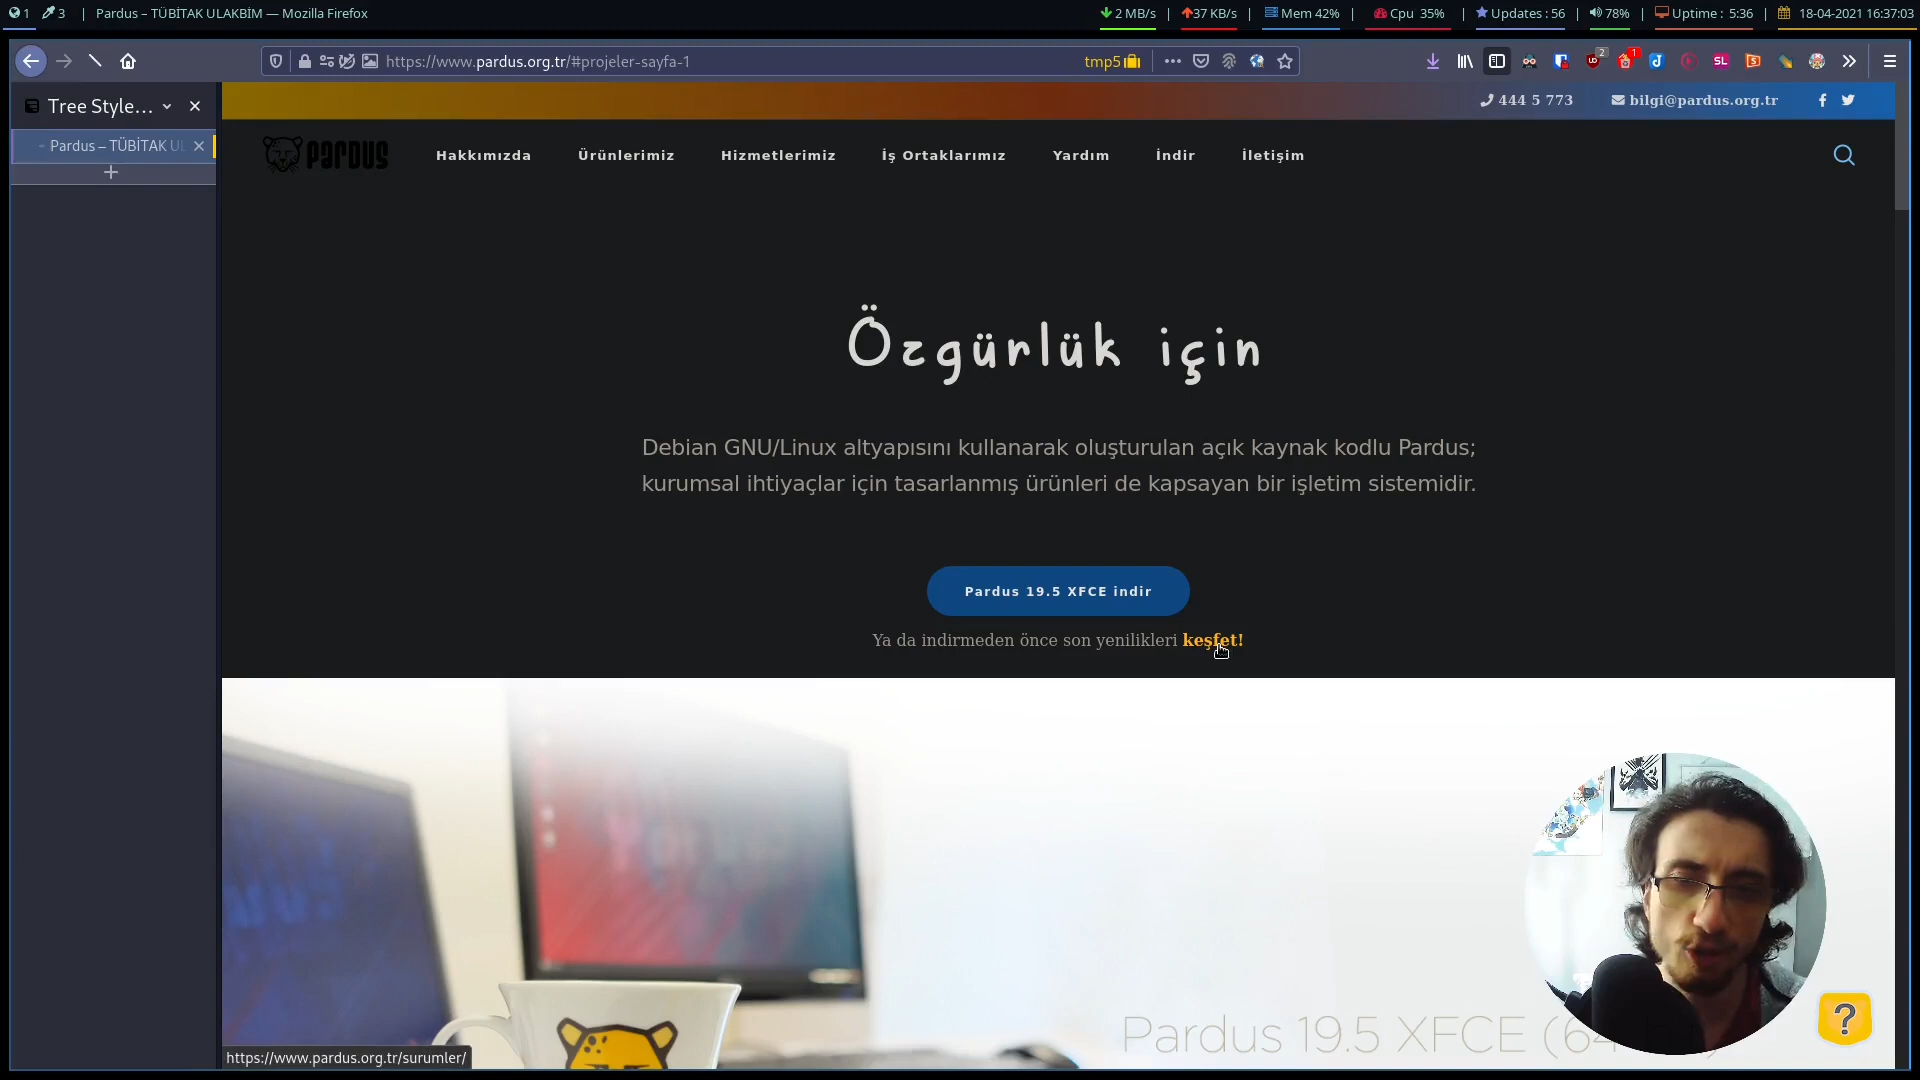 1 3 | Pardus – TÜBİTAK ULAKBİM — Mozilla Firefox
2 MB/s | 37 KB/s | Mem 42% | Cpu 35% | Updates : 56 | 78% | Uptime : 5:36 | 18-04-2021 16:37:03
https://www.pardus.org.tr/#projeler-sayfa-1
tmp5
2
1
SL
Tree Style...
444 5 773
bilgi@pardus.org.tr
Pardus – TÜBİTAK UL
PARDUS
Hakkımızda
Ürünlerimiz
Hizmetlerimiz
İş Ortaklarımız
Yardım
İndir
İletişim
Özgürlük için
Debian GNU/Linux altyapısını kullanarak oluşturulan açık kaynak kodlu Pardus;
kurumsal ihtiyaçlar için tasarlanmış ürünleri de kapsayan bir işletim sistemidir.
Pardus 19.5 XFCE indir
Ya da indirmeden önce son yenilikleri keşfet!
Pardus 19.5 XFCE (64
?
https://www.pardus.org.tr/surumler/